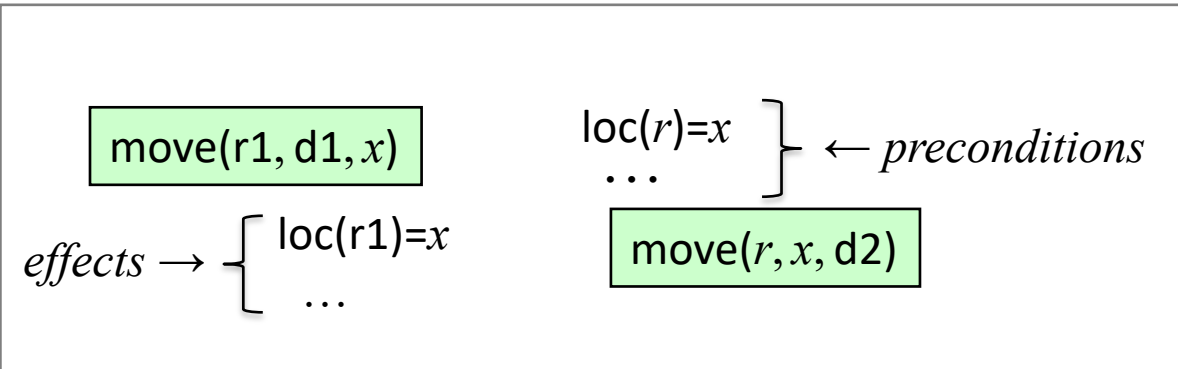 move(r1, d1, x)
effects →
loc(r1)=x
...
loc(r)=x
...
← preconditions
move(r, x, d2)